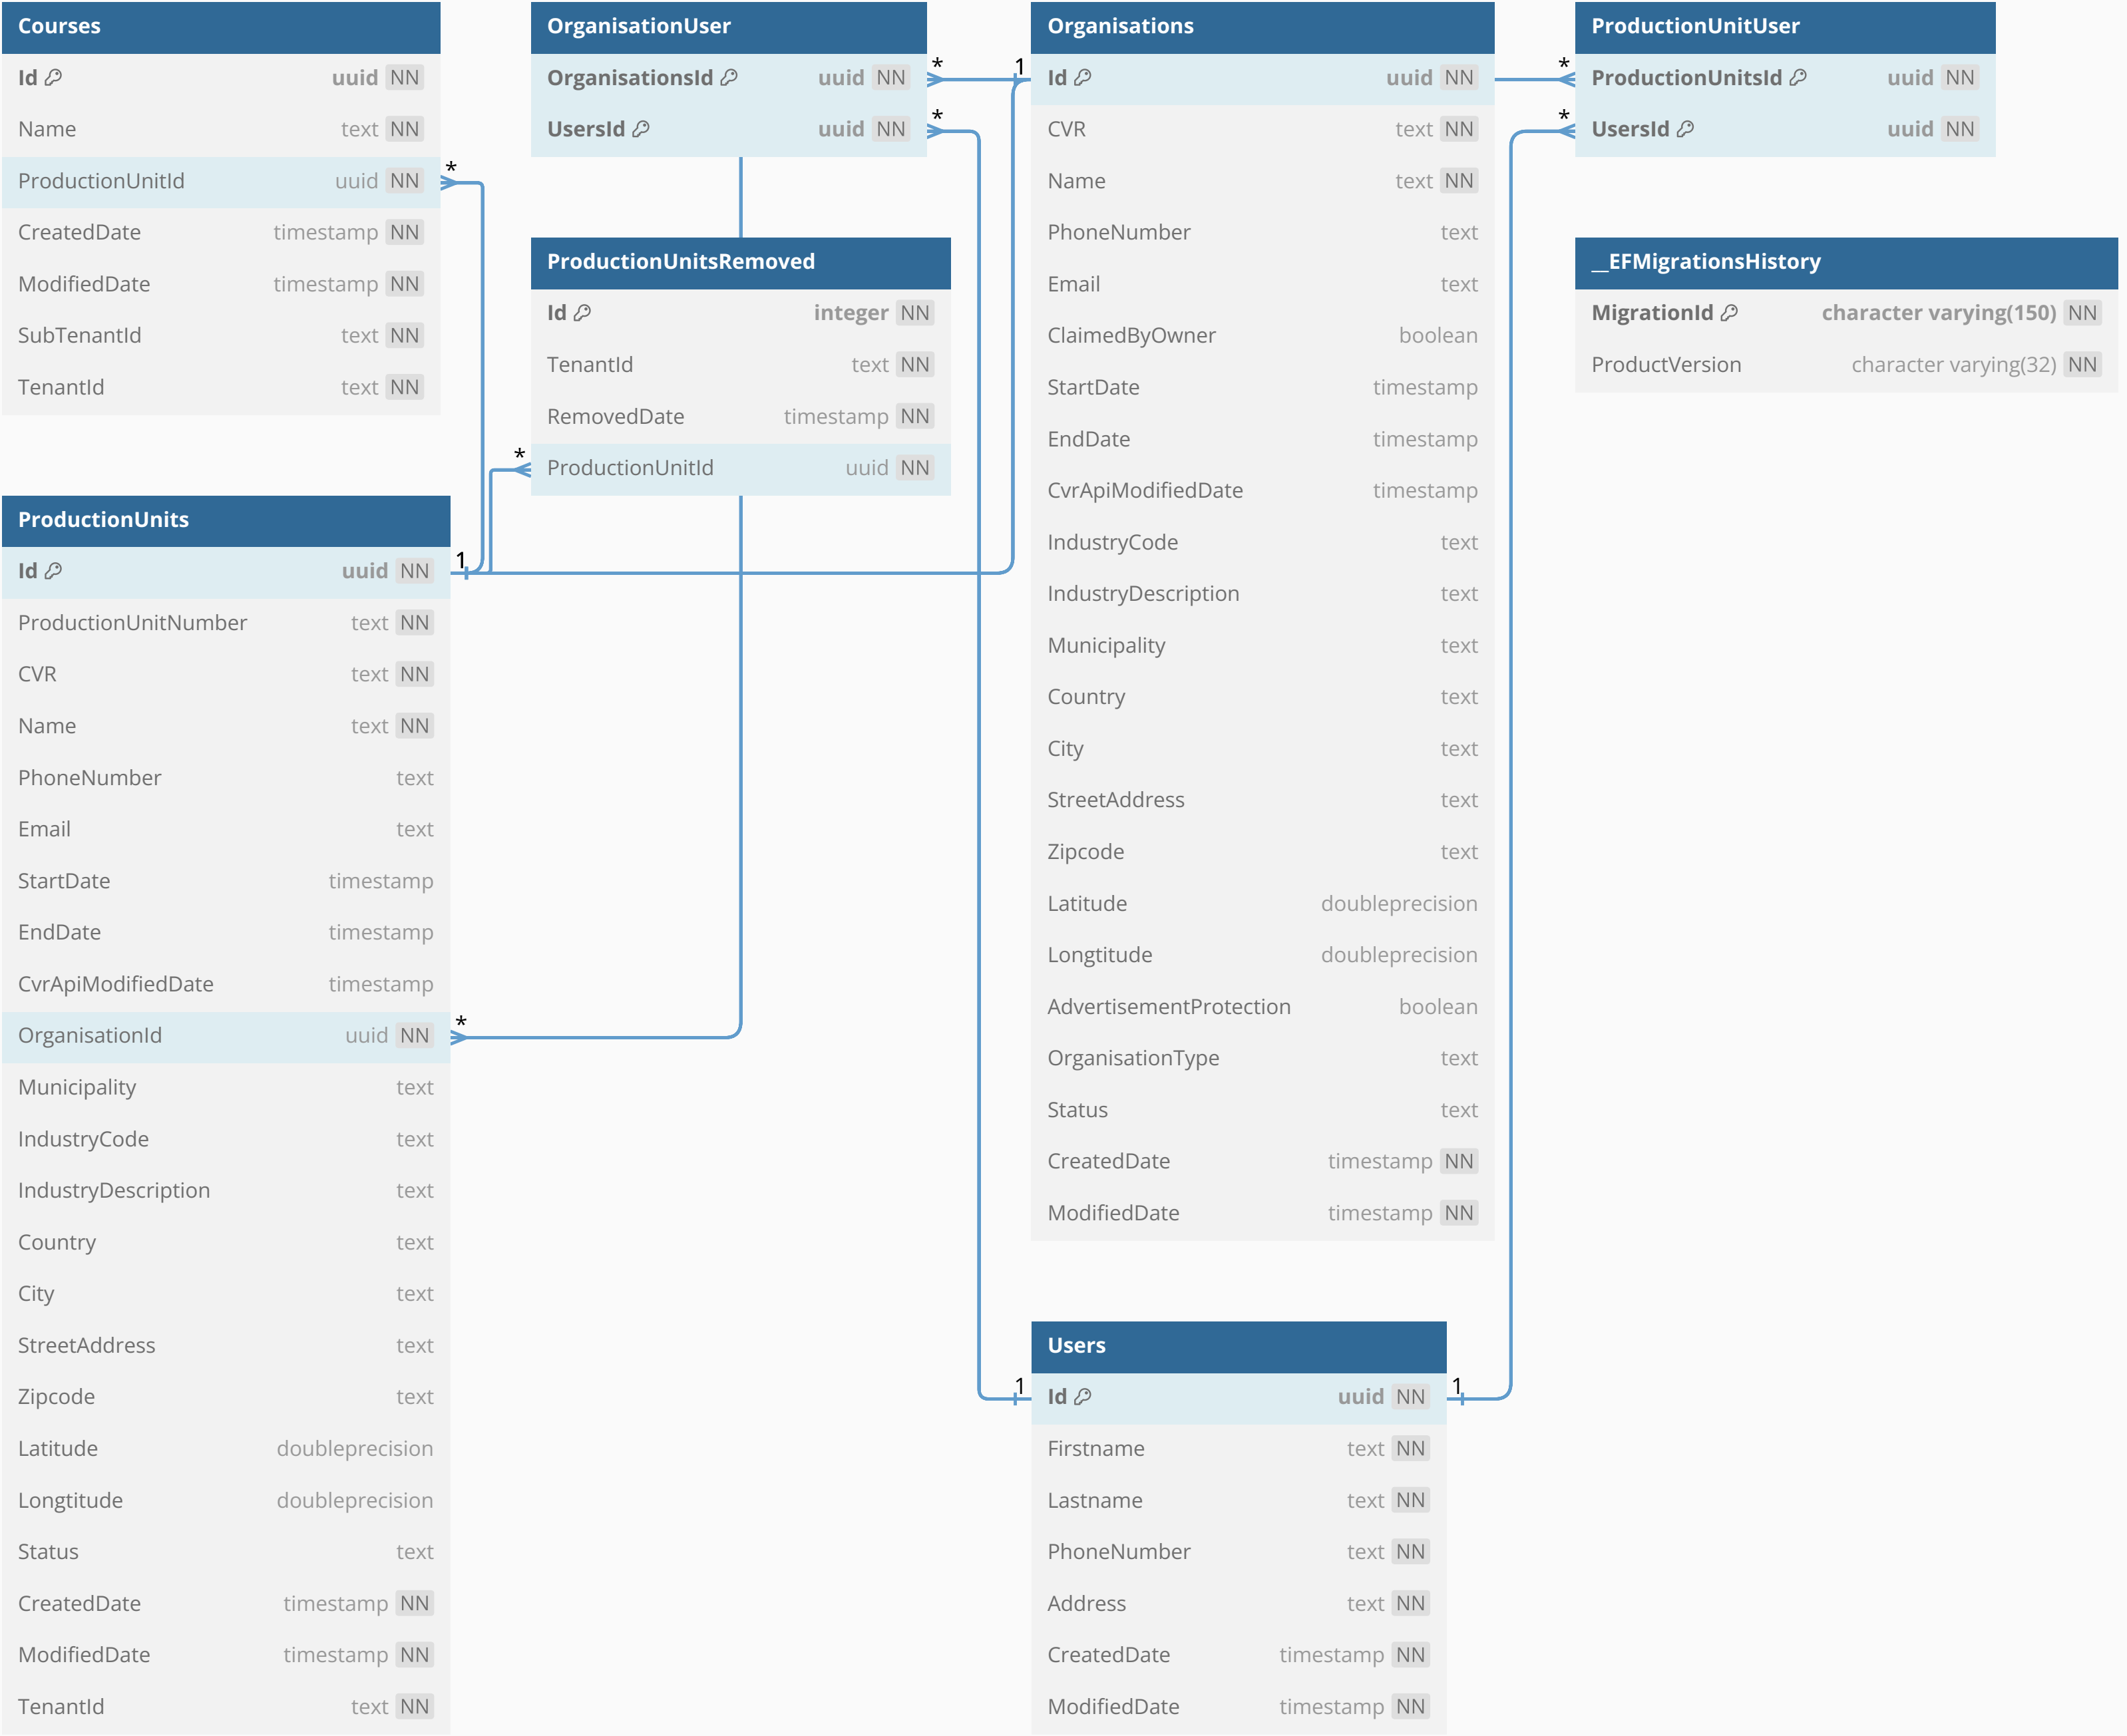 Courses
Id uuid NN
Name text NN
ProductionUnitId uuid NN
CreatedDate timestamp NN
ModifiedDate timestamp NN
SubTenantId text NN
TenantId text NN
*
OrganisationUser
OrganisationsId uuid NN
UsersId uuid NN
*
*
ProductionUnitsRemoved
Id integer NN
TenantId text NN
RemovedDate timestamp NN
ProductionUnitId uuid NN
*
ProductionUnits
Id uuid NN
ProductionUnitNumber text NN
CVR text NN
Name text NN
PhoneNumber text
Email text
StartDate timestamp
EndDate timestamp
CvrApiModifiedDate timestamp
OrganisationId uuid NN
Municipality text
IndustryCode text
IndustryDescription text
Country text
City text
StreetAddress text
Zipcode text
Latitude doubleprecision
Longtitude doubleprecision
Status text
CreatedDate timestamp NN
ModifiedDate timestamp NN
TenantId text NN
1
*
Organisations
1
Id uuid NN
CVR text NN
Name text NN
PhoneNumber text
Email text
ClaimedByOwner boolean
StartDate timestamp
EndDate timestamp
CvrApiModifiedDate timestamp
IndustryCode text
IndustryDescription text
Municipality text
Country text
City text
StreetAddress text
Zipcode text
Latitude doubleprecision
Longtitude doubleprecision
AdvertisementProtection boolean
OrganisationType text
Status text
CreatedDate timestamp NN
ModifiedDate timestamp NN
Users
1
1
Id uuid NN
Firstname text NN
Lastname text NN
PhoneNumber text NN
Address text NN
CreatedDate timestamp NN
ModifiedDate timestamp NN
ProductionUnitUser
*
ProductionUnitsId uuid NN
*
UsersId uuid NN
__EFMigrationsHistory
MigrationId character varying(150) NN
ProductVersion character varying(32) NN